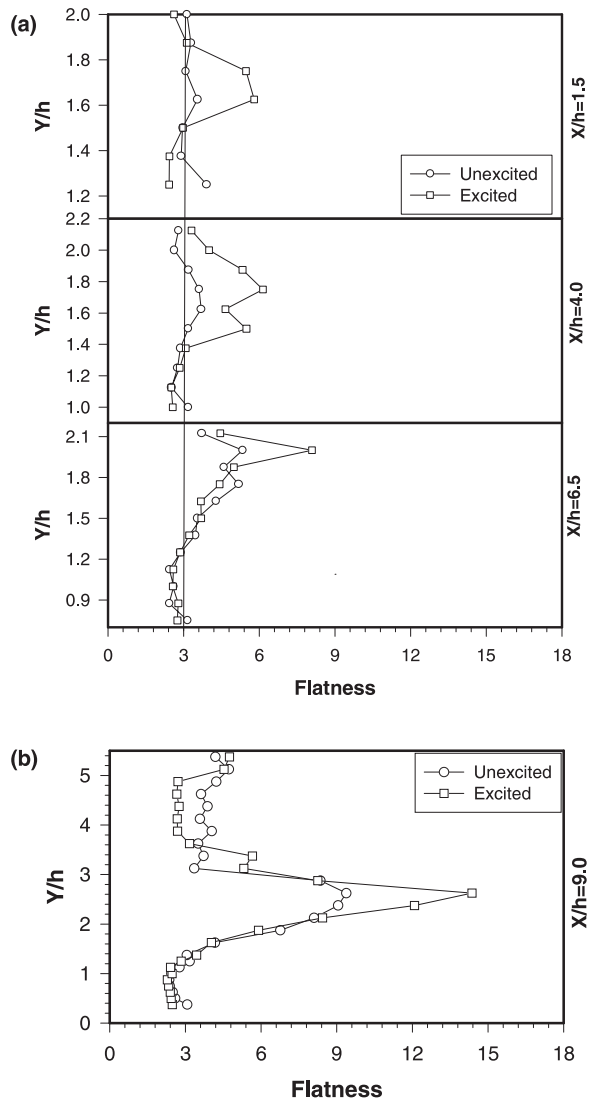 (a)
2.0
1.8
1.6
1.4
1.2
Y/h
X/h=1.5
Unexcited
Excited
2.2
2.0
1.8
1.6
1.4
1.2
1.0
Y/h
X/h=4.0
2.1
1.8
1.5
1.2
0.9
Y/h
X/h=6.5
0 3 6 9 12 15 18
Flatness
(b)
5
4
3
2
1
0
Y/h
X/h=9.0
Unexcited
Excited
0 3 6 9 12 15 18
Flatness